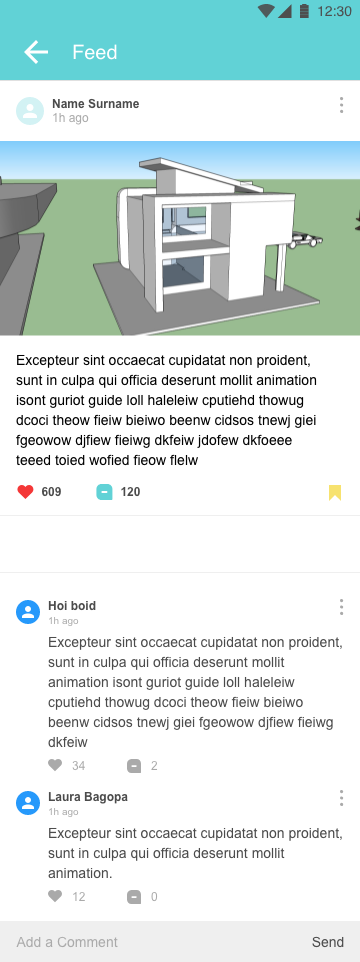 12:30
Feed
Name Surname
1h ago
Excepteur sint occaecat cupidatat non proident,
sunt in culpa qui officia deserunt mollit animation
isont guriot guide loll haleleiw cputiehd thowug
dcoci theow fieiw bieiwo beenw cidsos tnewj giei
fgeowow djfiew fieiwg dkfeiw jdofew dkfoeee
teeed toied wofied fieow flelw
609 120
Hoi boid
1h ago
Excepteur sint occaecat cupidatat non proident,
sunt in culpa qui officia deserunt mollit
animation isont guriot guide loll haleleiw
cputiehd thowug dcoci theow fieiw bieiwo
beenw cidsos tnewj giei fgeowow djfiew fieiwg
dkfeiw
34 2
Laura Bagopa
1h ago
Excepteur sint occaecat cupidatat non proident,
sunt in culpa qui officia deserunt mollit
animation.
12 0
Add a Comment Send